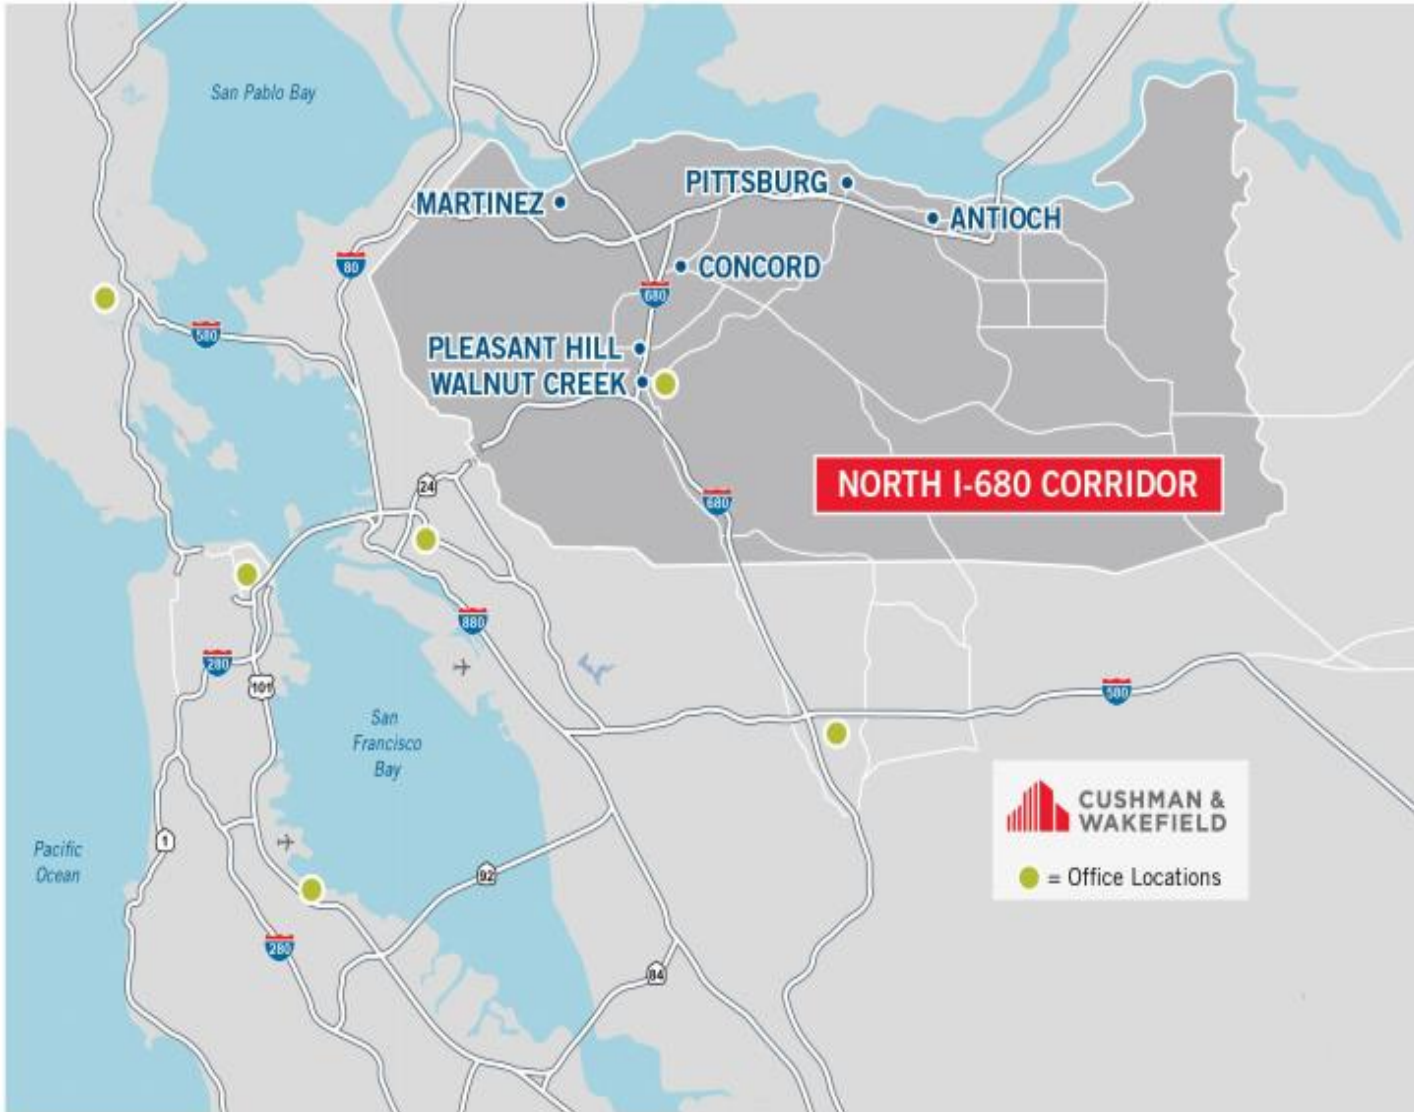 San Pablo Bay
MARTINEZ
PITTSBURG
ANTIOCH
80
CONCORD
680
580
PLEASANT HILL
WALNUT CREEK
24
NORTH I-680 CORRIDOR
680
880
280
101
580
San
Francisco
Bay
CUSHMAN &
WAKEFIELD
1
Pacific
Ocean
92
= Office Locations
280
84